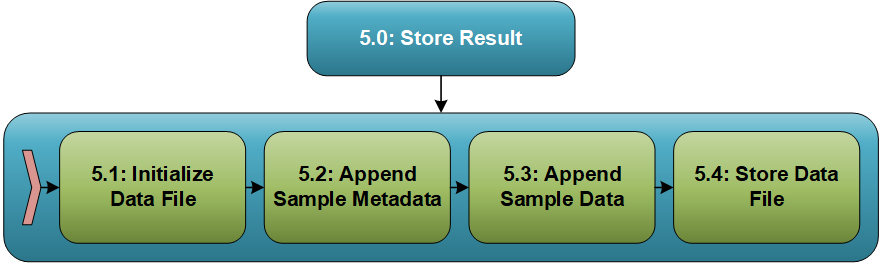 5.0: Store Result
5.1: Initialize
Data File
5.2: Append
Sample Metadata
5.3: Append
Sample Data
5.4: Store Data
File